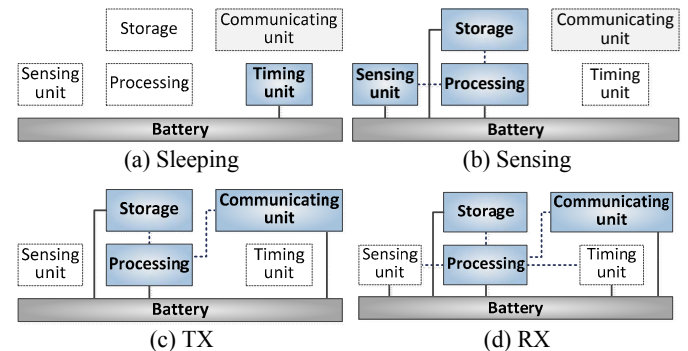 Storage
Communicating
unit
Sensing
unit
Processing
Timing
unit
Battery
(a) Sleeping
Storage
Communicating
unit
Sensing
unit
Processing
Timing
unit
Battery
(b) Sensing
Storage
Communicating
unit
Sensing
unit
Processing
Timing
unit
Battery
(c) TX
Storage
Communicating
unit
Sensing
unit
Processing
Timing
unit
Battery
(d) RX